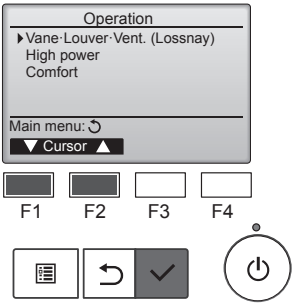 Operation
Vane·Louver·Vent. (Lossnay)
High power
Comfort
Main menu:
Cursor
F1 F2 F3 F4